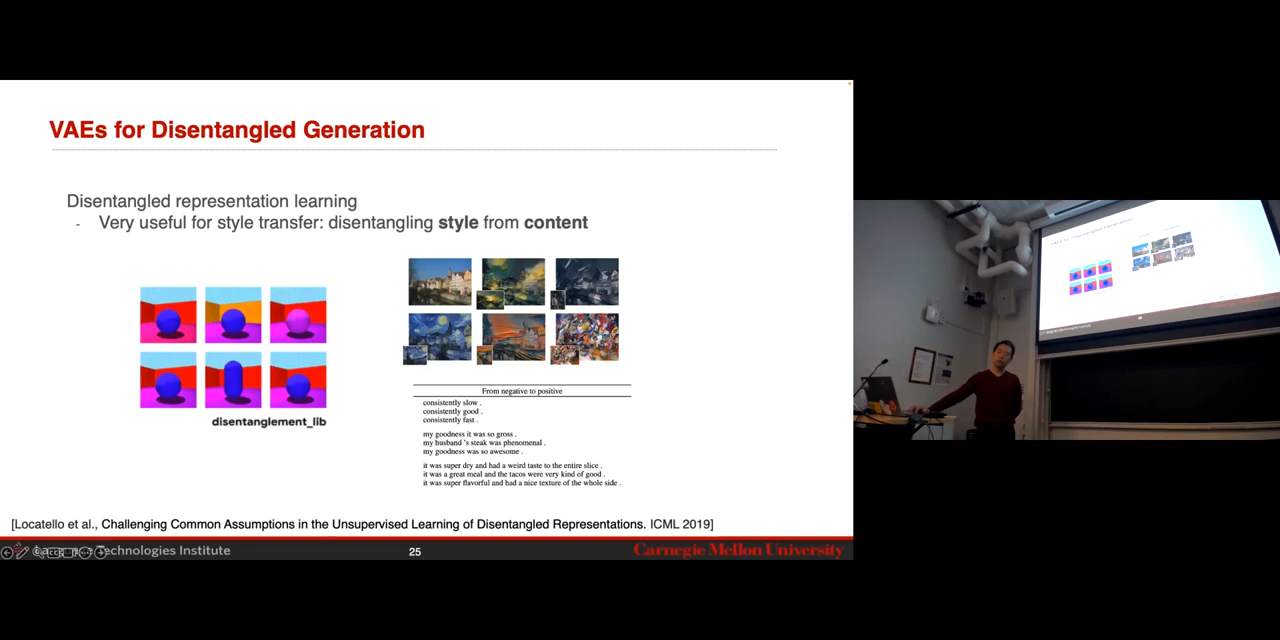 VAEs for Disentangled Generation
Disentangled representation learning
- Very useful for style transfer: disentangling style from content
disentanglement_lib
From negative to positive
consistently slow .
consistently good .
consistently fast .
my goodness it was so gross .
my husband 's steak was phenomenal .
my goodness was so awesome .
it was super dry and had a weird taste to the entire slice .
it was a great meal and the tacos were very kind of good .
it was super flavorful and had a nice texture of the whole side .
[Locatello et al., Challenging Common Assumptions in the Unsupervised Learning of Disentangled Representations. ICML 2019]
Technologies Institute
25
Carnegie Mellon University
VAEs for Disentangled Generation